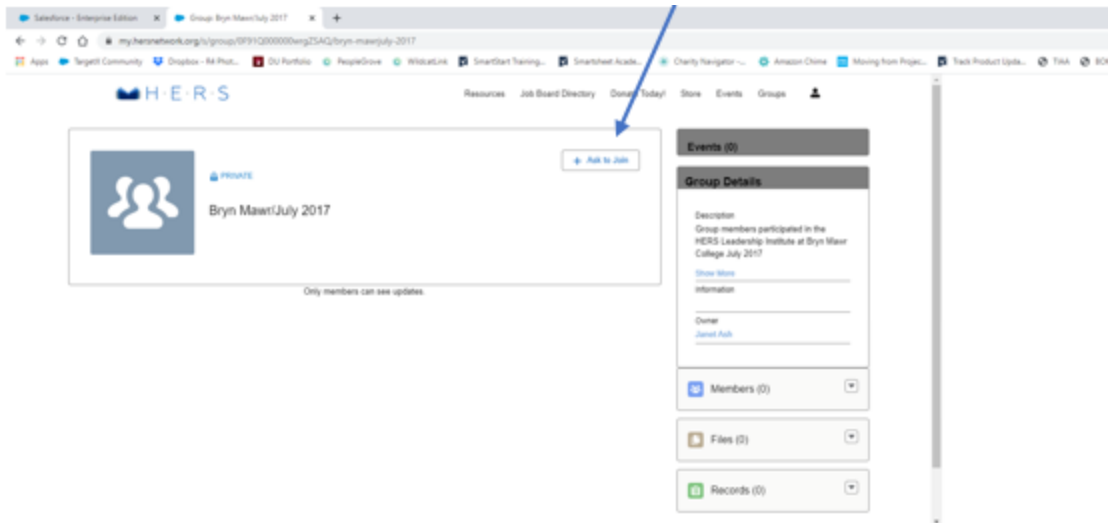 Salesforce - Enterprise Edition
Group: Bryn Mawr/July 2017
my.hersnetwork.org/s/group/
/bryn-mawrjuly-2017
Apps
TargetX Community
Dropbox - RA Phot...
DU Portfolio
PeopleGrove
WildcatLink
SmartStart Training...
Smartsheet Acade...
Charity Navigator -...
Amazon Chime
Moving from Projec...
Track Product Upda...
TIAA
H·E·R·S
Resources Job Board Directory Donate Today! Store Events Groups
+ Ask to Join
PRIVATE
Bryn Mawr/July 2017
Only members can see updates.
Events (0)
Group Details
Description
Group members participated in the
HERS Leadership Institute at Bryn Mawr
College July 2017
Show More
Information
Owner
Janet Ash
Members (0)
Files (0)
Records (0)